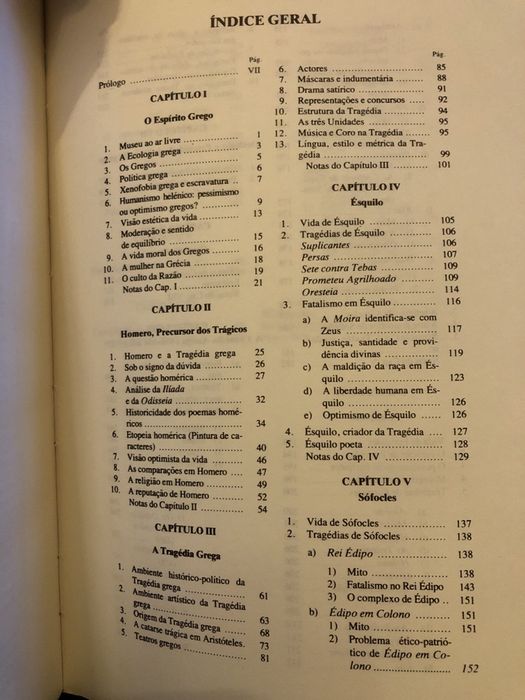 ÍNDICE GERAL
Pág.
Prólogo ........................... VII
CAPÍTULO I
O Espírito Grego
1. Museu ao ar livre ................ 1
2. A Ecologia grega ................ 3
3. Os Gregos ...................... 5
4. Política grega ................... 6
5. Xenofobia grega e escravatura .. 7
6. Humanismo helénico: pessimismo
ou optimismo gregos? ............ 9
7. Visão estética da vida ............ 13
8. Moderação e sentido
de equilíbrio .................... 15
9. A vida moral dos Gregos ........ 16
10. A mulher na Grécia ............. 18
11. O culto da Razão ............... 19
Notas do Cap. I ................ 21
CAPÍTULO II
Homero, Precursor dos Trágicos
1. Homero e a Tragédia grega 25
2. Sob o signo da dúvida .......... 26
3. A questão homérica ............. 27
4. Análise da Ilíada
e da Odisseia ................... 32
5. Historicidade dos poemas homé-
ricos ........................... 34
6. Etopeia homérica (Pintura de ca-
racteres) ........................ 40
7. Visão optimista da vida ......... 46
8. As comparações em Homero .... 47
9. A religião em Homero .......... 49
10. A reputação de Homero ........ 52
Notas do Capítulo II ........... 54
CAPÍTULO III
A Tragédia Grega
1. Ambiente histórico-político da
Tragédia grega ................. 61
2. Ambiente artístico da Tragédia
grega .......................... 63
3. Origem da Tragédia grega ...... 68
4. A catarse trágica em Aristóteles. 73
5. Teatros gregos .................. 81
Pág.
6. Actores ........................ 85
7. Máscaras e indumentária ........ 88
8. Drama satírico ................. 91
9. Representações e concursos ..... 92
10. Estrutura da Tragédia .......... 94
11. As três Unidades ............... 95
12. Música e Coro na Tragédia ..... 95
13. Língua, estilo e métrica da Tra-
gédia .......................... 99
Notas do Capítulo III .......... 101
CAPÍTULO IV
Ésquilo
1. Vida de Ésquilo ................ 105
2. Tragédias de Ésquilo ........... 106
Suplicantes .................... 106
Persas ......................... 107
Sete contra Tebas .............. 109
Prometeu Agrilhoado ........... 109
Oresteia ....................... 114
3. Fatalismo em Ésquilo ........... 116
a) A Moira identifica-se com
Zeus ....................... 117
b) Justiça, santidade e provi-
dência divinas .............. 119
c) A maldição da raça em És-
quilo ....................... 123
d) A liberdade humana em És-
quilo ....................... 126
e) Optimismo de Ésquilo ...... 126
4. Ésquilo, criador da Tragédia .... 127
5. Ésquilo poeta .................. 128
Notas do Cap. IV .............. 129
CAPÍTULO V
Sófocles
1. Vida de Sófocles ............... 137
2. Tragédias de Sófocles ........... 138
a) Rei Édipo .................. 138
1) Mito .................... 138
2) Fatalismo no Rei Édipo 143
3) O complexo de Édipo .. 151
b) Édipo em Colono ........... 151
1) Mito .................... 151
2) Problema ético-patrió-
tico de Édipo em Co-
lono .................... 152